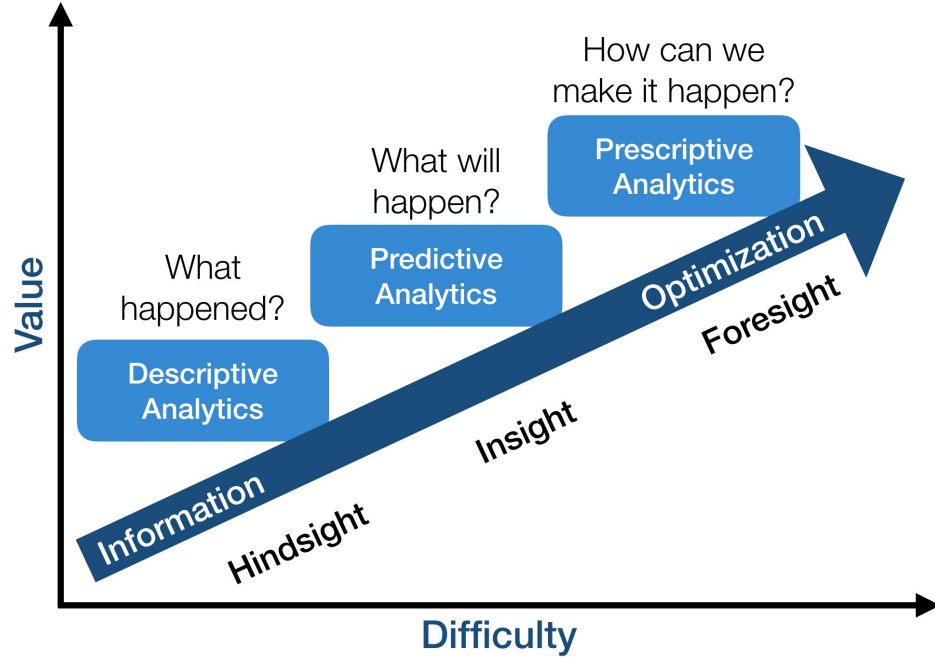 How can we
make it happen?
Prescriptive
Analytics
What will
happen?
Predictive
Analytics
What
happened?
Descriptive
Analytics
Value
Information
Optimization
Hindsight
Insight
Foresight
Difficulty